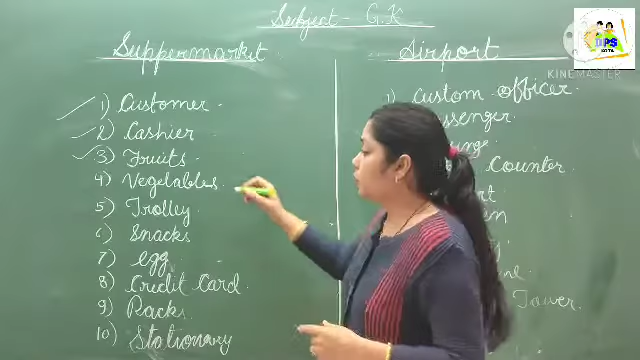 Subject - G.K
Suppermarket
1) Customer
2) Cashier
3) Fruits
4) Vegetables
5) Trolley
6) Snacks
7) egg
8) Credit Card
9) Racks
10) Stationary
Airport
1) Custom officer
Counter
Tower
DPS
KINEMASTER